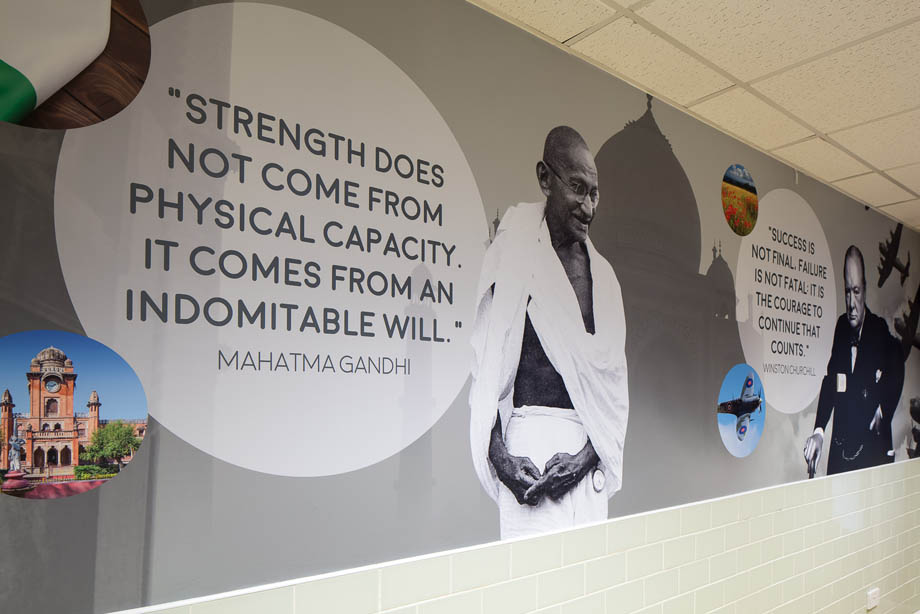 "STRENGTH DOES
NOT COME FROM
PHYSICAL CAPACITY.
IT COMES FROM AN
INDOMITABLE WILL."
MAHATMA GANDHI
"SUCCESS IS
NOT FINAL, FAILURE
IS NOT FATAL: IT IS
THE COURAGE TO
CONTINUE THAT
COUNTS."
WINSTON CHURCHILL